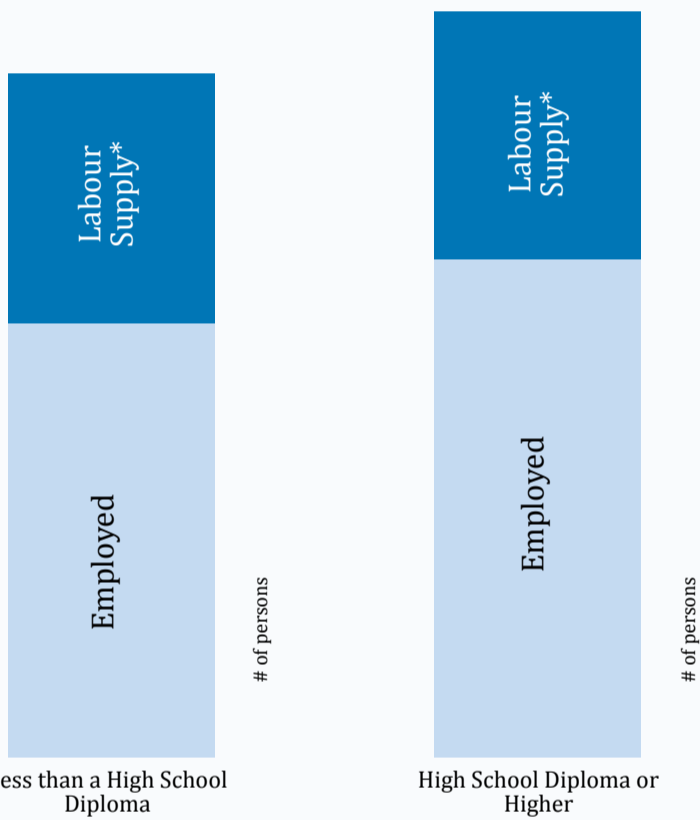 Labour
Supply*
Employed
# of persons
ess than a High School
Diploma
Labour
Supply*
Employed
# of persons
High School Diploma or
Higher